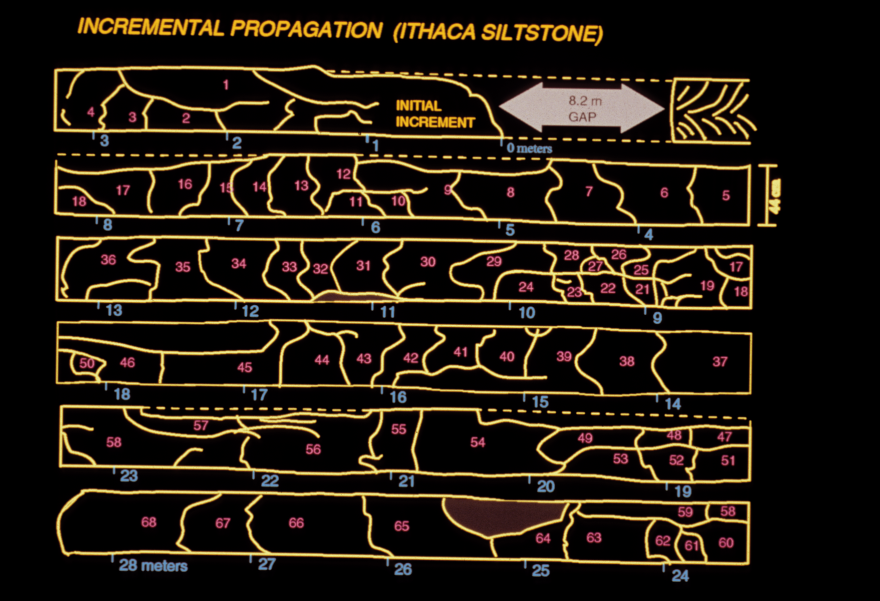 INCREMENTAL PROPAGATION (ITHACA SILTSTONE)
1
4 3 2
INITIAL
INCREMENT
8.2 m
GAP
3 2 1 0 meters
18 17 16 15 14 13 12 11 10 9 8 7 6 5
44 cm
8 7 6 5 4
36 35 34 33 32 31 30 29 28 27 26 25 17
24 23 22 21 19 18
13 12 11 10 9
50 46 45 44 43 42 41 40 39 38 37
18 17 16 15 14
58 57 56 55 54 49 48 47
53 52 51
23 22 21 20 19
68 67 66 65 64 63 59 58
62 61 60
28 meters 27 26 25 24